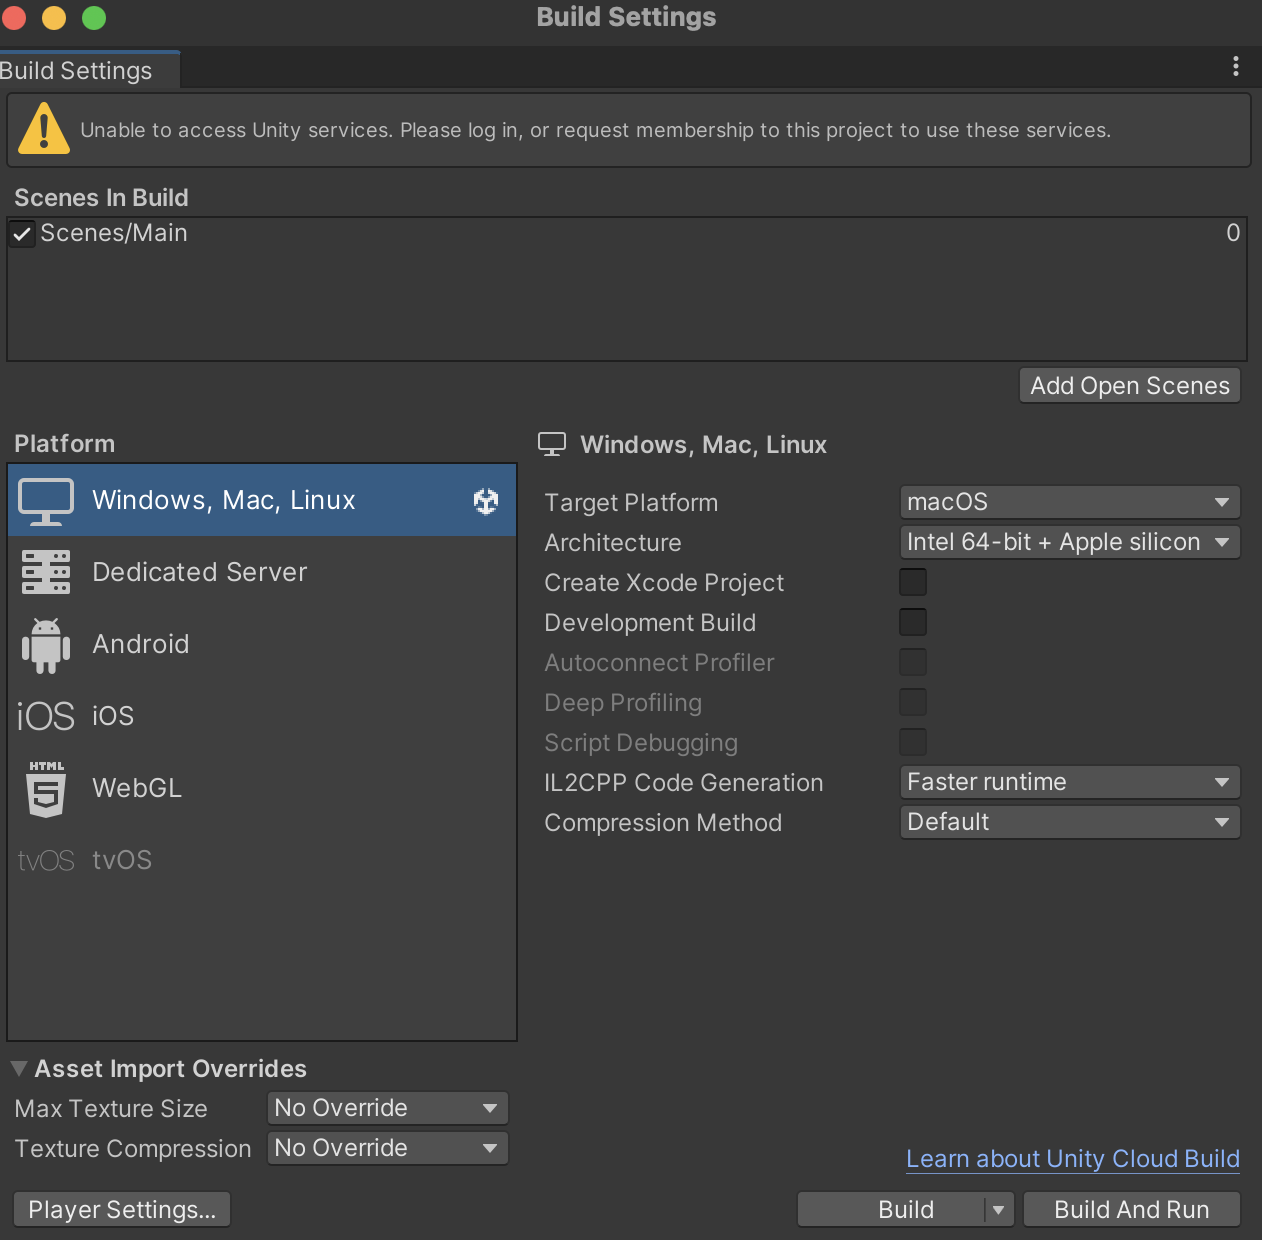 Build Settings
Build Settings
Unable to access Unity services. Please log in, or request membership to this project to use these services.
Scenes In Build
Scenes/Main 0
Add Open Scenes
Platform
Windows, Mac, Linux
Dedicated Server
Android
iOS iOS
HTML
5 WebGL
tvOS tvOS
Windows, Mac, Linux
Target Platform macOS
Architecture Intel 64-bit + Apple silicon
Create Xcode Project
Development Build
Autoconnect Profiler
Deep Profiling
Script Debugging
IL2CPP Code Generation Faster runtime
Compression Method Default
Asset Import Overrides
Max Texture Size No Override
Texture Compression No Override
Learn about Unity Cloud Build
Player Settings... Build Build And Run